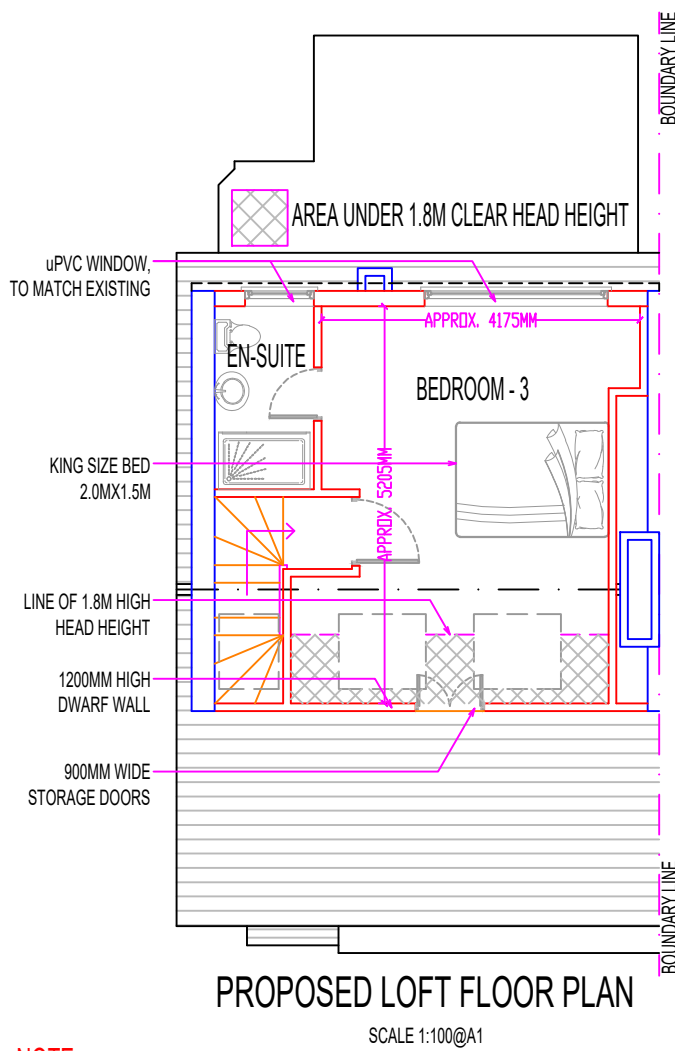 BOUNDARY LINE
AREA UNDER 1.8M CLEAR HEAD HEIGHT
uPVC WINDOW,
TO MATCH EXISTING
APPROX. 4175MM
EN-SUITE
BEDROOM - 3
KING SIZE BED
2.0MX1.5M
APPROX. 5205MM
LINE OF 1.8M HIGH
HEAD HEIGHT
1200MM HIGH
DWARF WALL
900MM WIDE
STORAGE DOORS
BOUNDARY LINE
PROPOSED LOFT FLOOR PLAN
SCALE 1:100@A1
NOTE